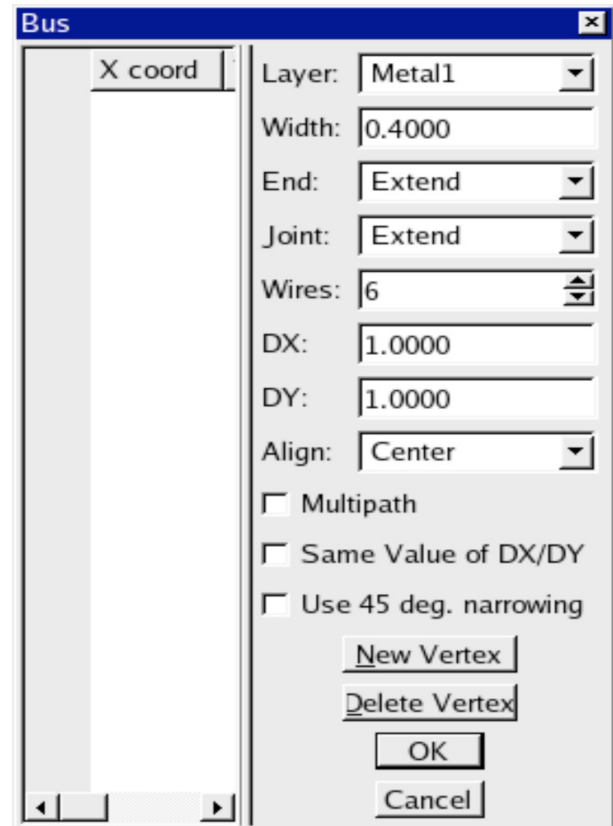 Bus
X coord
Layer: Metal1
Width: 0.4000
End: Extend
Joint: Extend
Wires: 6
DX: 1.0000
DY: 1.0000
Align: Center
Multipath
Same Value of DX/DY
Use 45 deg. narrowing
New Vertex
Delete Vertex
OK
Cancel